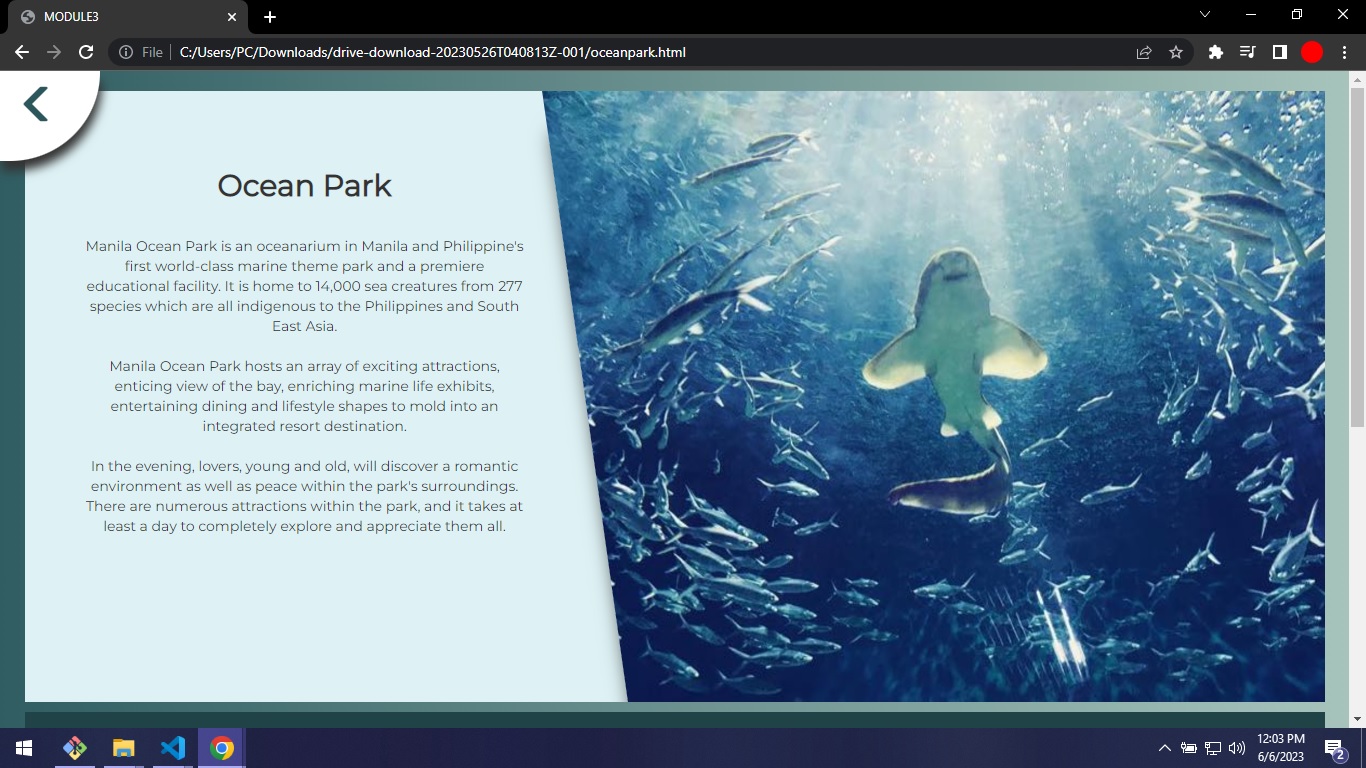 MODULE3
File
C:/Users/PC/Downloads/drive-download-20230526T040813Z-001/oceanpark.html
Ocean Park
Manila Ocean Park is an oceanarium in Manila and Philippine's
first world-class marine theme park and a premiere
educational facility. It is home to 14,000 sea creatures from 277
species which are all indigenous to the Philippines and South
East Asia.
Manila Ocean Park hosts an array of exciting attractions,
enticing view of the bay, enriching marine life exhibits,
entertaining dining and lifestyle shapes to mold into an
integrated resort destination.
In the evening, lovers, young and old, will discover a romantic
environment as well as peace within the park's surroundings.
There are numerous attractions within the park, and it takes at
least a day to completely explore and appreciate them all.
12:03 PM
6/6/2023
2